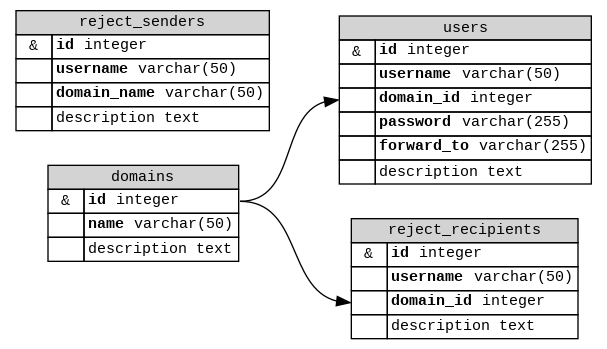 reject_senders
& id integer
username varchar(50)
domain_name varchar(50)
description text
domains
& id integer
name varchar(50)
description text
users
& id integer
username varchar(50)
domain_id integer
password varchar(255)
forward_to varchar(255)
description text
reject_recipients
& id integer
username varchar(50)
domain_id integer
description text